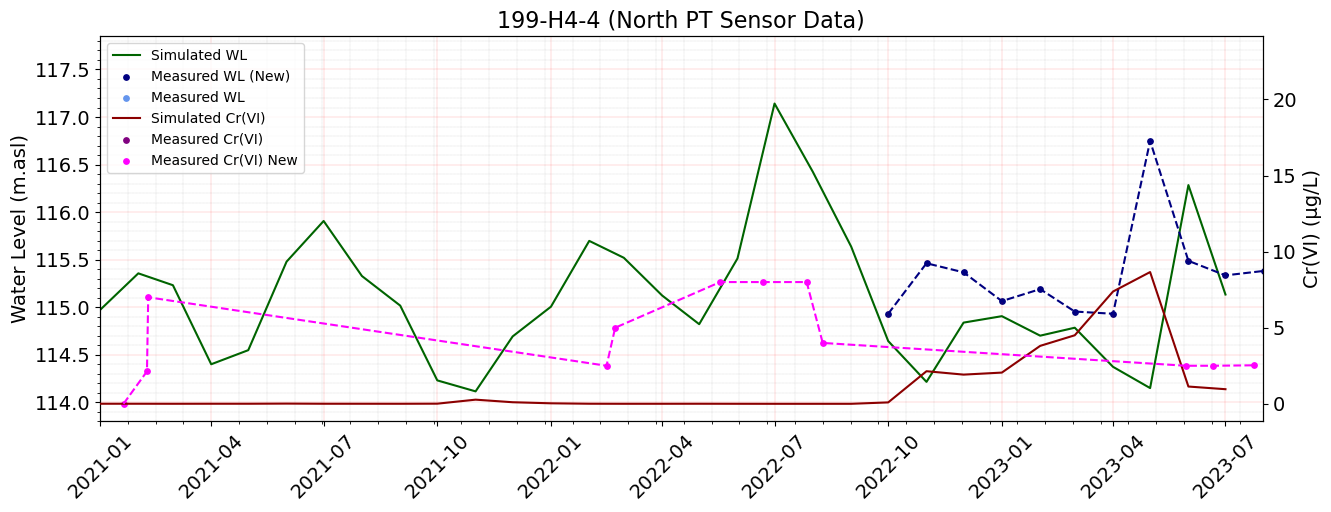 199-H4-4 (North PT Sensor Data)
Simulated WL
Measured WL (New)
Measured WL
Simulated Cr(VI)
Measured Cr(VI)
Measured Cr(VI) New
Water Level (m.asl)
117.5
117.0
116.5
116.0
115.5
115.0
114.5
114.0
20
15
10
5
0
Cr(VI) (μg/L)
2021-01
2021-04
2021-07
2021-10
2022-01
2022-04
2022-07
2022-10
2023-01
2023-04
2023-07